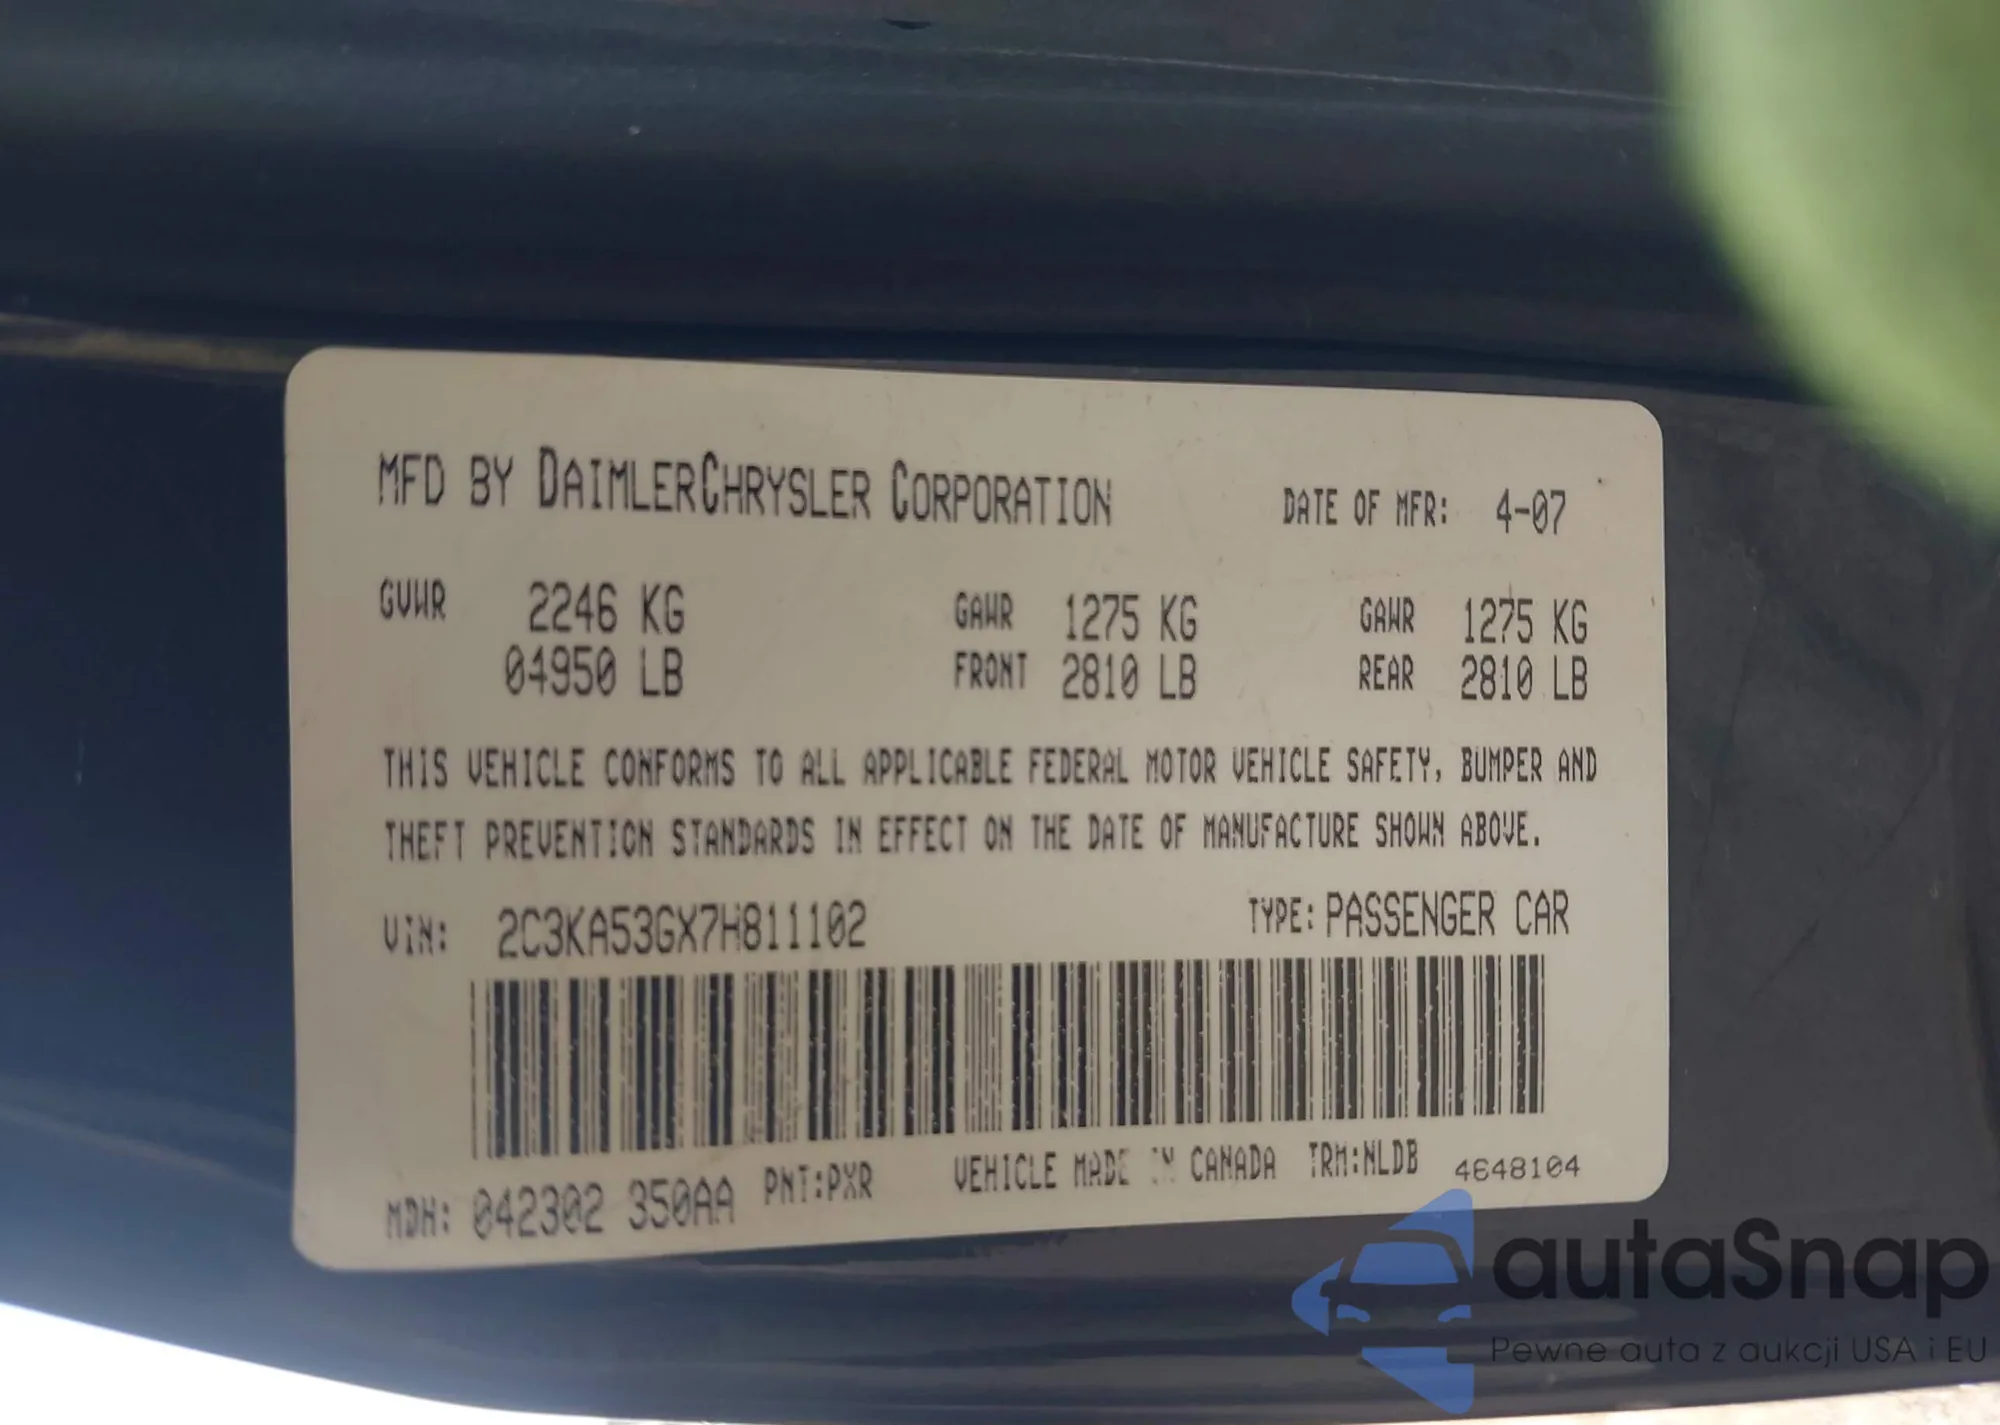 MFD BY DAIMLERCHRYSLER CORPORATION DATE OF MFR: 4-07
GVWR 2246 KG GAWR 1275 KG GAWR 1275 KG
04950 LB FRONT 2810 LB REAR 2810 LB
THIS VEHICLE CONFORMS TO ALL APPLICABLE FEDERAL MOTOR VEHICLE SAFETY, BUMPER AND
THEFT PREVENTION STANDARDS IN EFFECT ON THE DATE OF MANUFACTURE SHOWN ABOVE.
VIN: 2C3KA53GX7H811102 TYPE: PASSENGER CAR
MDH: 042302 350AA PNT:PXR VEHICLE MADE IN CANADA TRM:NLDB 4648104
autaSnap
Pewne auta z aukcji USA i EU